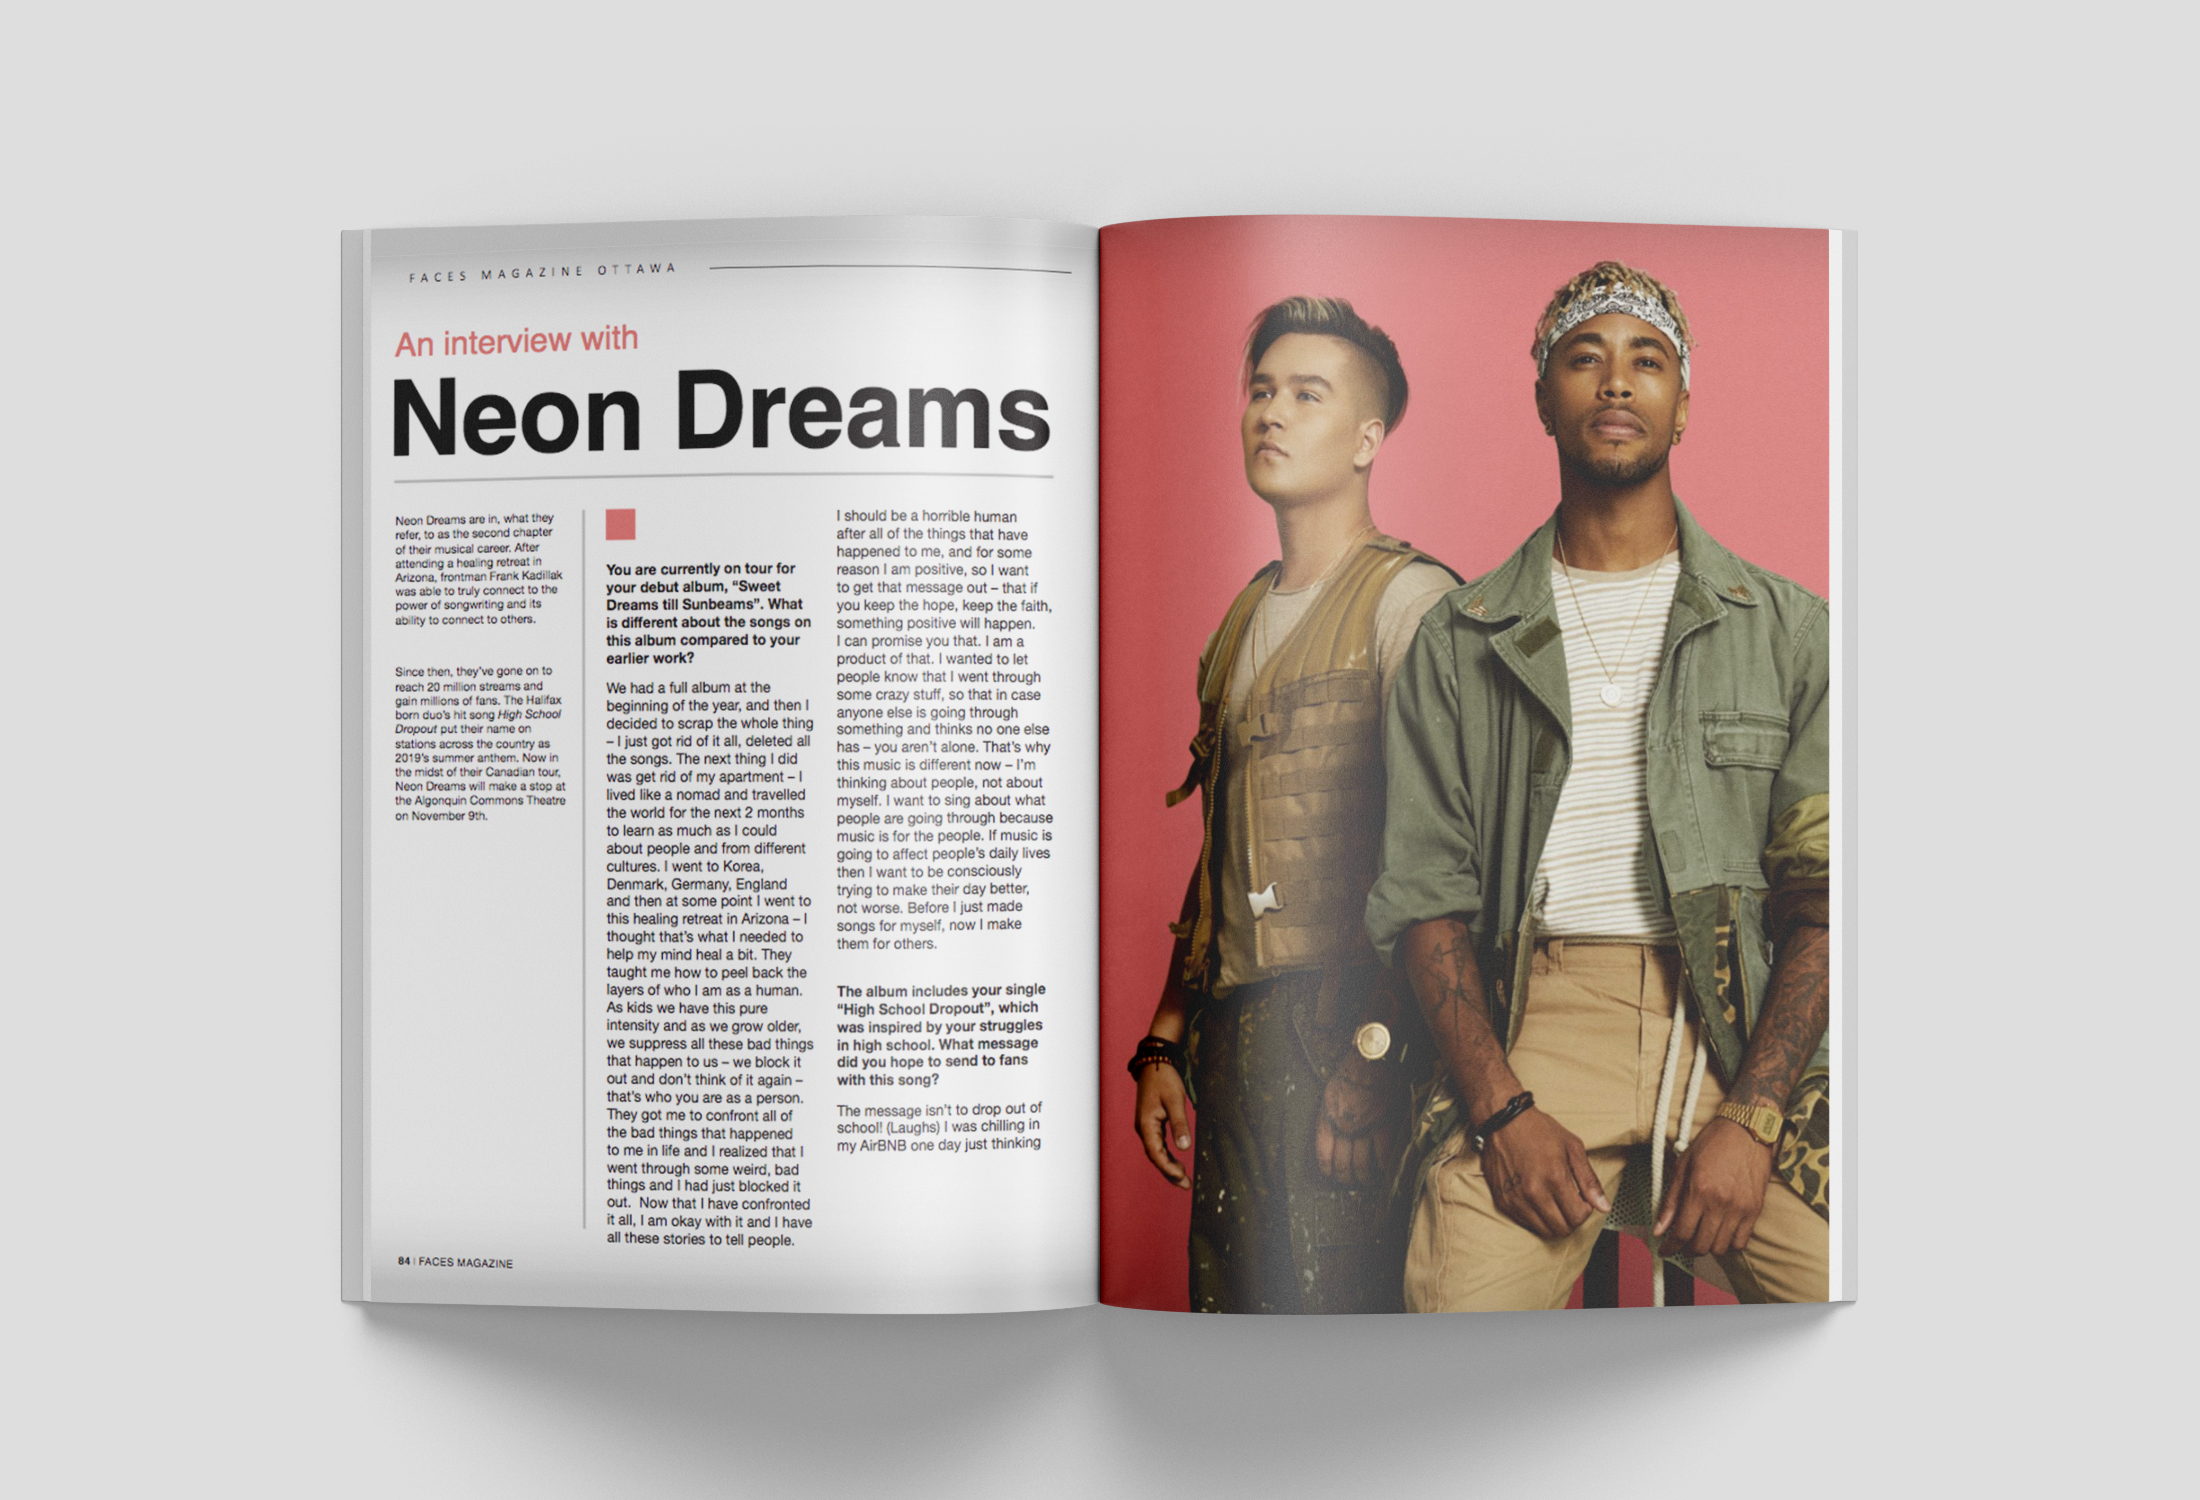 FACES MAGAZINE OTTAWA
An interview with
Neon Dreams
Neon Dreams are in, what they
refer, to as the second chapter
of their musical career. After
attending a healing retreat in
Arizona, frontman Frank Kadillak
was able to truly connect to the
power of songwriting and its
ability to connect to others.
Since then, they've gone on to
reach 20 million streams and
gain millions of fans. The Halifax
born duo's hit song High School
Dropout put their name on
stations across the country as
2019's summer anthem. Now in
the midst of their Canadian tour,
Neon Dreams will make a stop at
the Algonquin Commons Theatre
on November 9th.
You are currently on tour for
your debut album, “Sweet
Dreams till Sunbeams”. What
is different about the songs on
this album compared to your
earlier work?
We had a full album at the
beginning of the year, and then I
decided to scrap the whole thing
– I just got rid of it all, deleted all
the songs. The next thing I did
was get rid of my apartment – I
lived like a nomad and travelled
the world for the next 2 months
to learn as much as I could
about people and from different
cultures. I went to Korea,
Denmark, Germany, England
and then at some point I went to
this healing retreat in Arizona – I
thought that's what I needed to
help my mind heal a bit. They
taught me how to peel back the
layers of who I am as a human.
As kids we have this pure
intensity and as we grow older,
we suppress all these bad things
that happen to us – we block it
out and don't think of it again –
that's who you are as a person.
They got me to confront all of
the bad things that happened
to me in life and I realized that I
went through some weird, bad
things and I had just blocked it
out.  Now that I have confronted
it all, I am okay with it and I have
all these stories to tell people.
I should be a horrible human
after all of the things that have
happened to me, and for some
reason I am positive, so I want
to get that message out – that if
you keep the hope, keep the faith,
something positive will happen.
I can promise you that. I am a
product of that. I wanted to let
people know that I went through
some crazy stuff, so that in case
anyone else is going through
something and thinks no one else
has – you aren't alone. That's why
this music is different now – I'm
thinking about people, not about
myself. I want to sing about what
people are going through because
music is for the people. If music is
going to affect people's daily lives
then I want to be consciously
trying to make their day better,
not worse. Before I just made
songs for myself, now I make
them for others.
The album includes your single
“High School Dropout”, which
was inspired by your struggles
in high school. What message
did you hope to send to fans
with this song?
The message isn't to drop out of
school! (Laughs) I was chilling in
my AirBNB one day just thinking
84 | FACES MAGAZINE